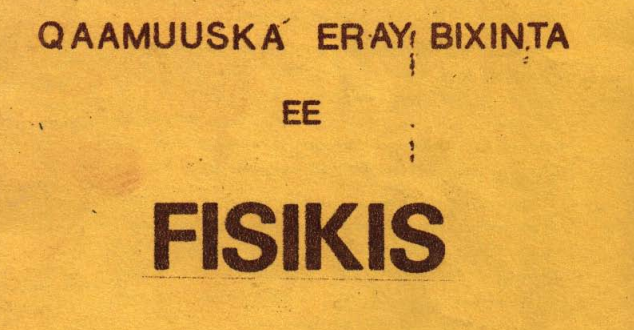 QAAMUUSKA ERAY BIXINTA
EE
FISIKIS